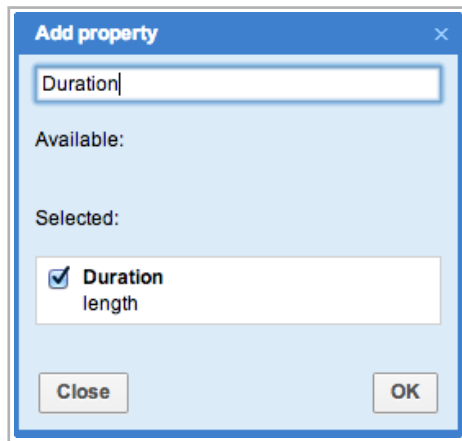 Add property
Duration
Available:
Selected:
Duration
length
Close OK